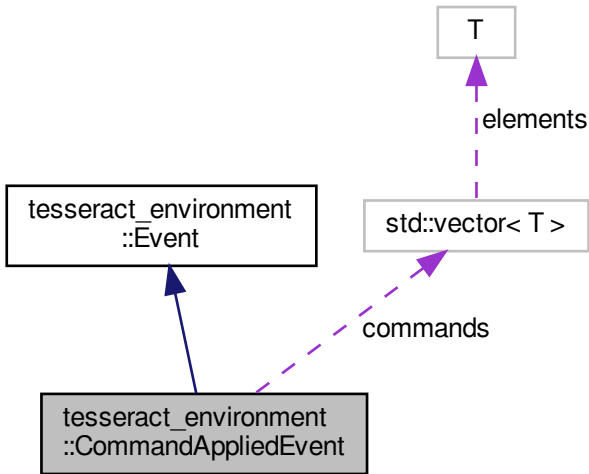 T
elements
tesseract_environment
::Event
std::vector< T >
commands
tesseract_environment
::CommandAppliedEvent